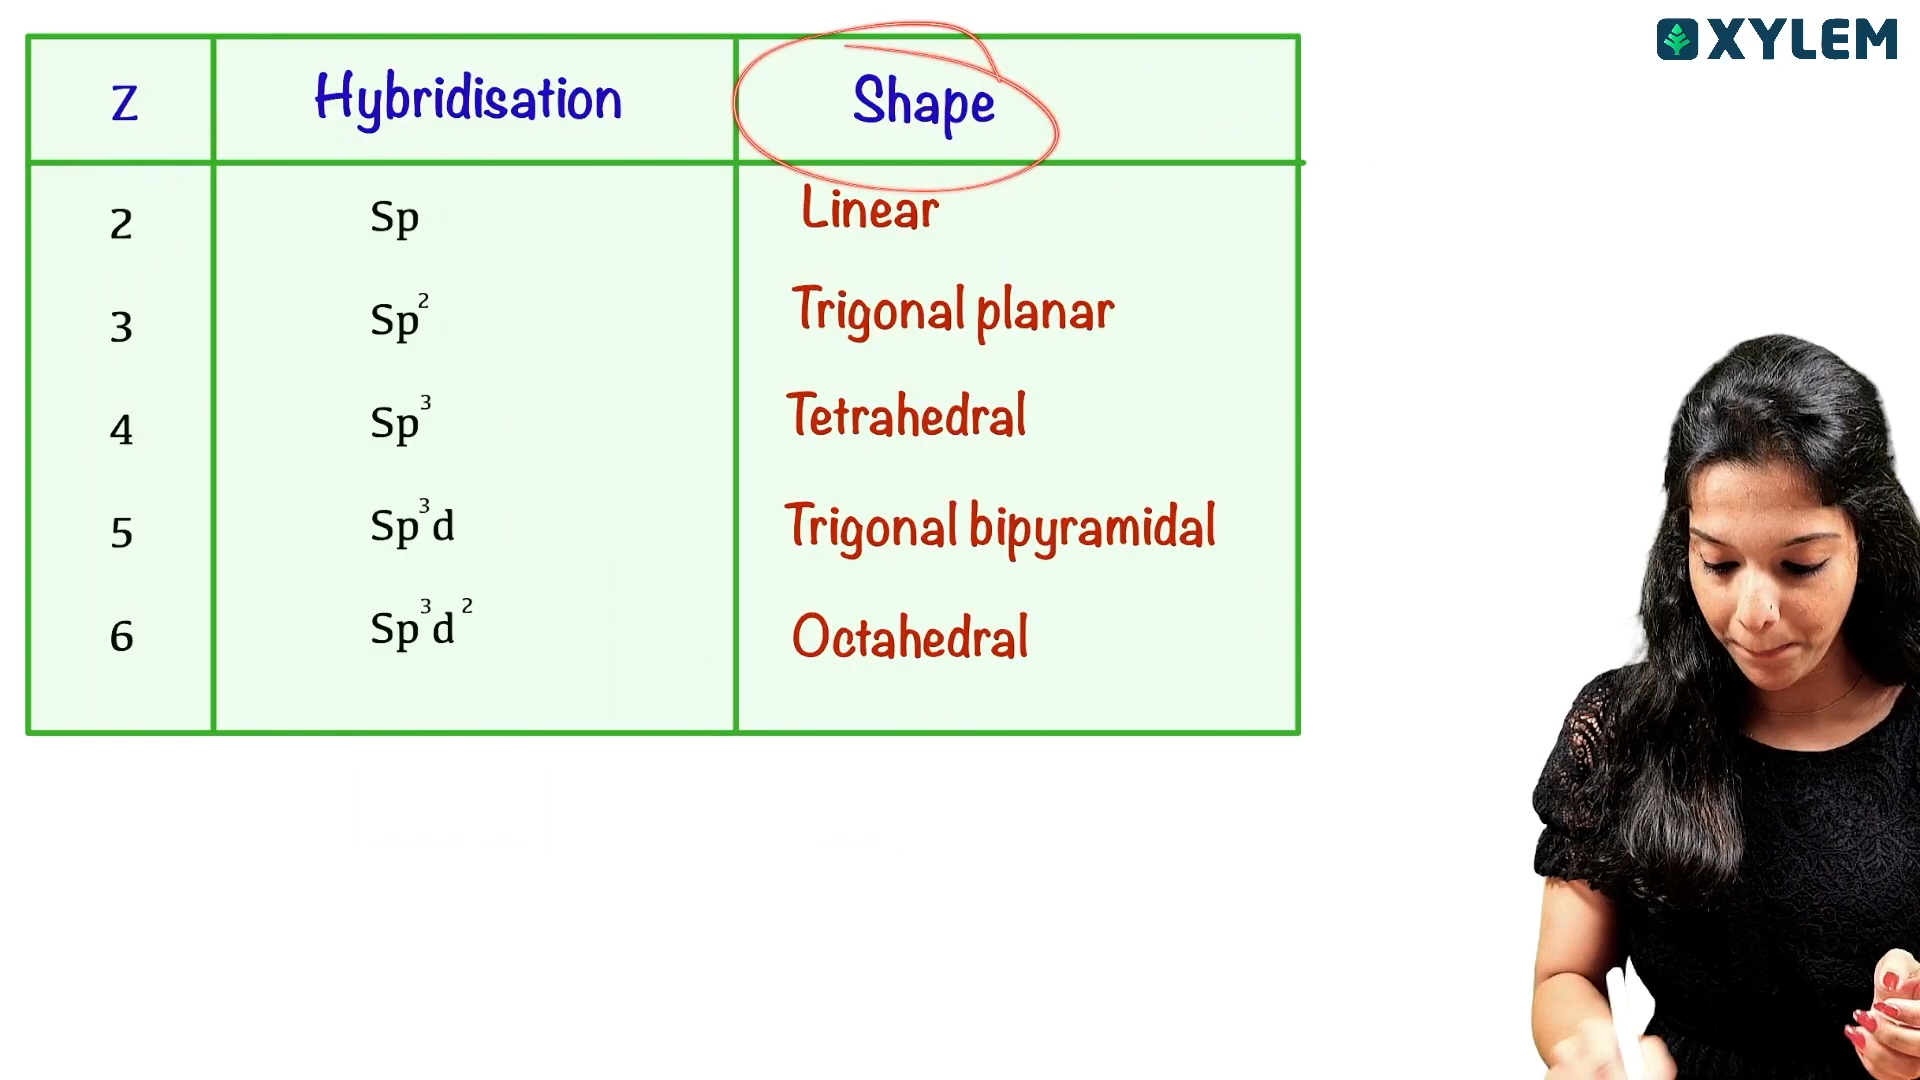 XYLEM
Z Hybridisation Shape
2 Sp Linear
3 Sp² Trigonal planar
4 Sp³ Tetrahedral
5 Sp³d Trigonal bipyramidal
6 Sp³d² Octahedral